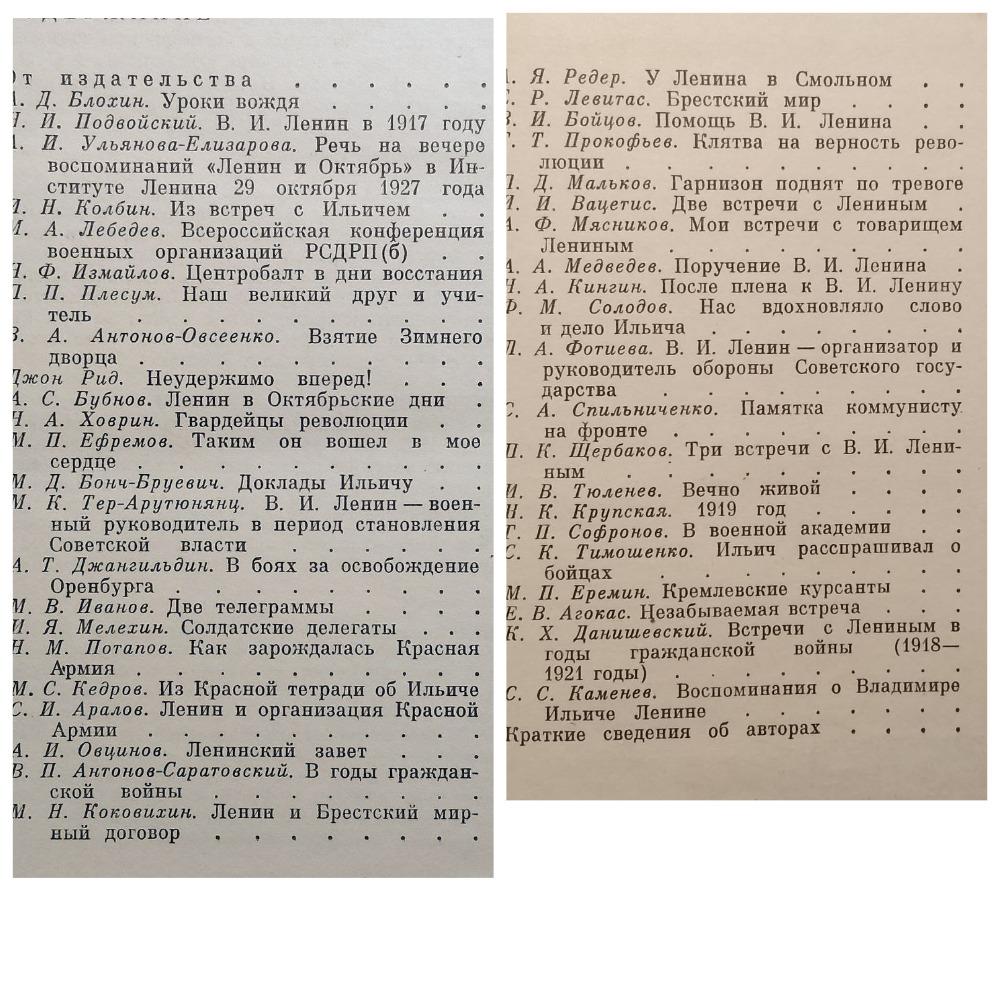 От издательства . . . . . .
Д. Блохин. Уроки вождя . . . . .
И. Подвойский. В. И. Ленин в 1917 году
И. Ульянова-Елизарова. Речь на вечере
воспоминаний «Ленин и Октябрь» в Ин-
ституте Ленина 29 октября 1927 года
Н. Колбин. Из встреч с Ильичем . .
А. Лебедев. Всероссийская конференция
военных организаций РСДРП(б) . .
Ф. Измайлов. Центробалт в дни восстания
П. Плесум. Наш великий друг и учи-
тель . . . . . . . . .
А. Антонов-Овсеенко. Взятие Зимнего
дворца . . . . . . . . .
Джон Рид. Неудержимо вперед! . . .
А. С. Бубнов. Ленин в Октябрьские дни .
Н. А. Ховрин. Гвардейцы революции . .
М. П. Ефремов. Таким он вошел в мое
сердце . . . . . . . . .
М. Д. Бонч-Бруевич. Доклады Ильичу . .
М. К. Тер-Арутюнянц. В. И. Ленин — воен-
ный руководитель в период становления
Советской власти . . . . . .
А. Т. Джангильдин. В боях за освобождение
Оренбурга . . . . . . . .
М. В. Иванов. Две телеграммы . . . .
И. Я. Мелехин. Солдатские делегаты . . .
Н. М. Потапов. Как зарождалась Красная
Армия . . . . . . . . .
М. С. Кедров. Из Красной тетради об Ильиче
С. И. Аралов. Ленин и организация Красной
Армии . . . . . . . . .
А. И. Овцинов. Ленинский завет . . .
В. П. Антонов-Саратовский. В годы граждан-
ской войны . . . . . . .
М. Н. Коковихин. Ленин и Брестский мир-
ный договор . . . . . . .
Я. Редер. У Ленина в Смольном . .
Р. Левитас. Брестский мир . . . .
И. Бойцов. Помощь В. И. Ленина . .
Т. Прокофьев. Клятва на верность рево-
люции . . . . . . . . .
Д. Мальков. Гарнизон поднят по тревоге
И. Вацетис. Две встречи с Лениным .
Ф. Мясников. Мои встречи с товарищем
Лениным . . . . . . . .
А. Медведев. Поручение В. И. Ленина .
А. Кингин. После плена к В. И. Ленину
Ф. М. Солодов. Нас вдохновляло слово
и дело Ильича . . . . . . .
Л. А. Фотиева. В. И. Ленин — организатор и
руководитель обороны Советского госу-
дарства . . . . . . . .
С. А. Спильниченко. Памятка коммунисту
на фронте . . . . . . . .
П. К. Щербаков. Три встречи с В. И. Лени-
ным . . . . . . . . .
И. В. Тюленев. Вечно живой . . . .
Н. К. Крупская. 1919 год . . . .
Г. П. Софронов. В военной академии . .
С. К. Тимошенко. Ильич расспрашивал о
бойцах . . . . . . . .
М. П. Еремин. Кремлевские курсанты . .
Е. В. Агокас. Незабываемая встреча . . .
К. Х. Данишевский. Встречи с Лениным в
годы гражданской войны (1918—
1921 годы) . . . . . . . .
С. С. Каменев. Воспоминания о Владимире
Ильиче Ленине . . . . . .
Краткие сведения об авторах . . . .